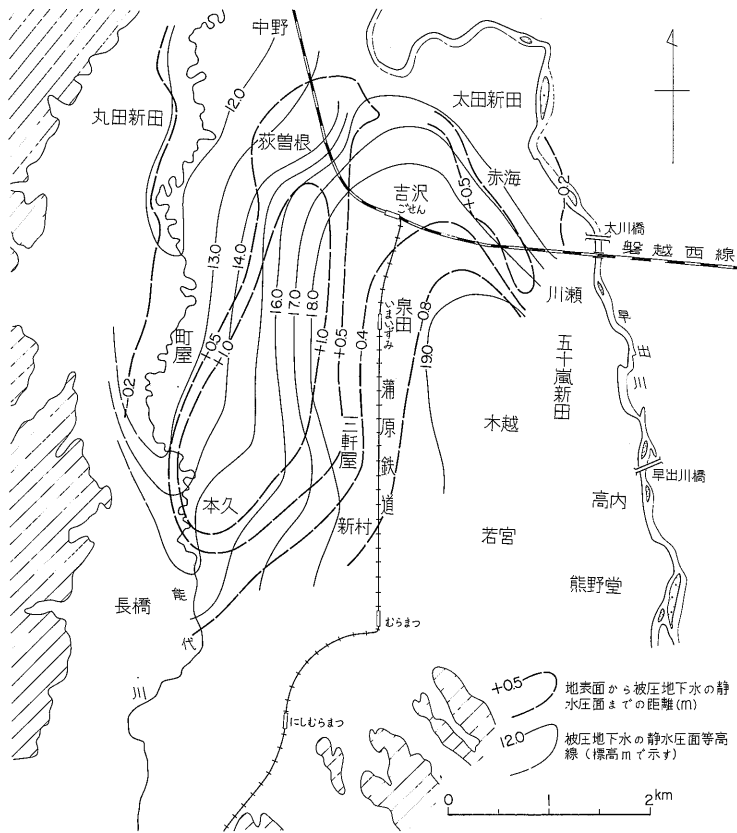 中野
丸田新田
12.0
太田新田
荻曽根
赤海
吉沢
ごせん
+0.5
0.2
太川橋
磐越西線
13.0
14.0
16.0
17.0
18.0
+1.0
+0.5
0.4
泉田
いまいずみ
0.8
19.0
川瀬
早出川
五十嵐新田
町屋
+0.5
+1.0
0.2
蒲原鉄道
三軒屋
木越
早出川橋
本久
新村
若宮
高内
熊野堂
長橋
能代川
むらまつ
にしむらまつ
+0.5
地表面から被圧地下水の静
水圧面までの距離(m)
12.0
被圧地下水の静水圧面等高
線(標高mで示す)
0 1 2km